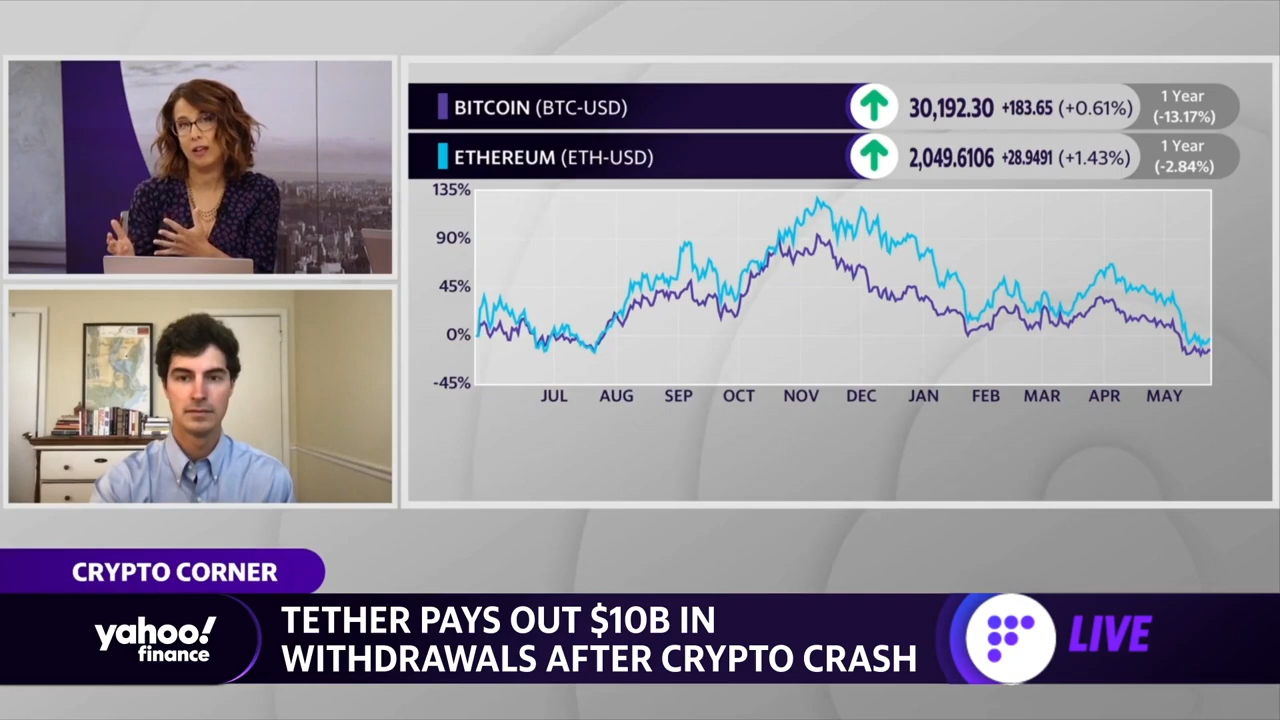 BITCOIN (BTC-USD) 30,192.30 +183.65 (+0.61%) 1 Year (-13.17%)
ETHEREUM (ETH-USD) 2,049.6106 +28.9491 (+1.43%) 1 Year (-2.84%)
135%
90%
45%
0%
-45%
JUL AUG SEP OCT NOV DEC JAN FEB MAR APR MAY
CRYPTO CORNER
yahoo!
finance
TETHER PAYS OUT $10B IN
WITHDRAWALS AFTER CRYPTO CRASH
LIVE